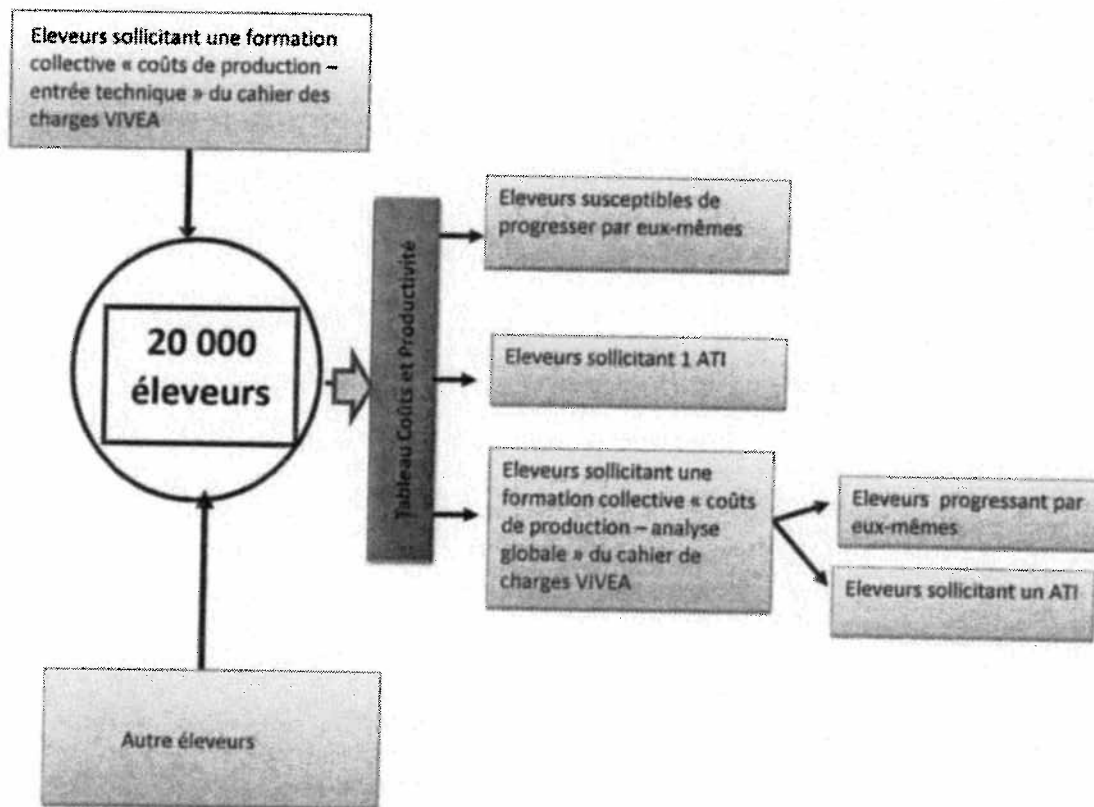 Eleveurs sollicitant une formation
collective « coûts de production –
entrée technique » du cahier des
charges VIVEA
20 000
éleveurs
Autre éleveurs
Tableau Coûts et Productivité
Eleveurs susceptibles de
progresser par eux-mêmes
Eleveurs sollicitant 1 ATI
Eleveurs sollicitant une
formation collective « coûts
de production – analyse
globale » du cahier de
charges VIVEA
Eleveurs progressant par
eux-mêmes
Eleveurs sollicitant un ATI